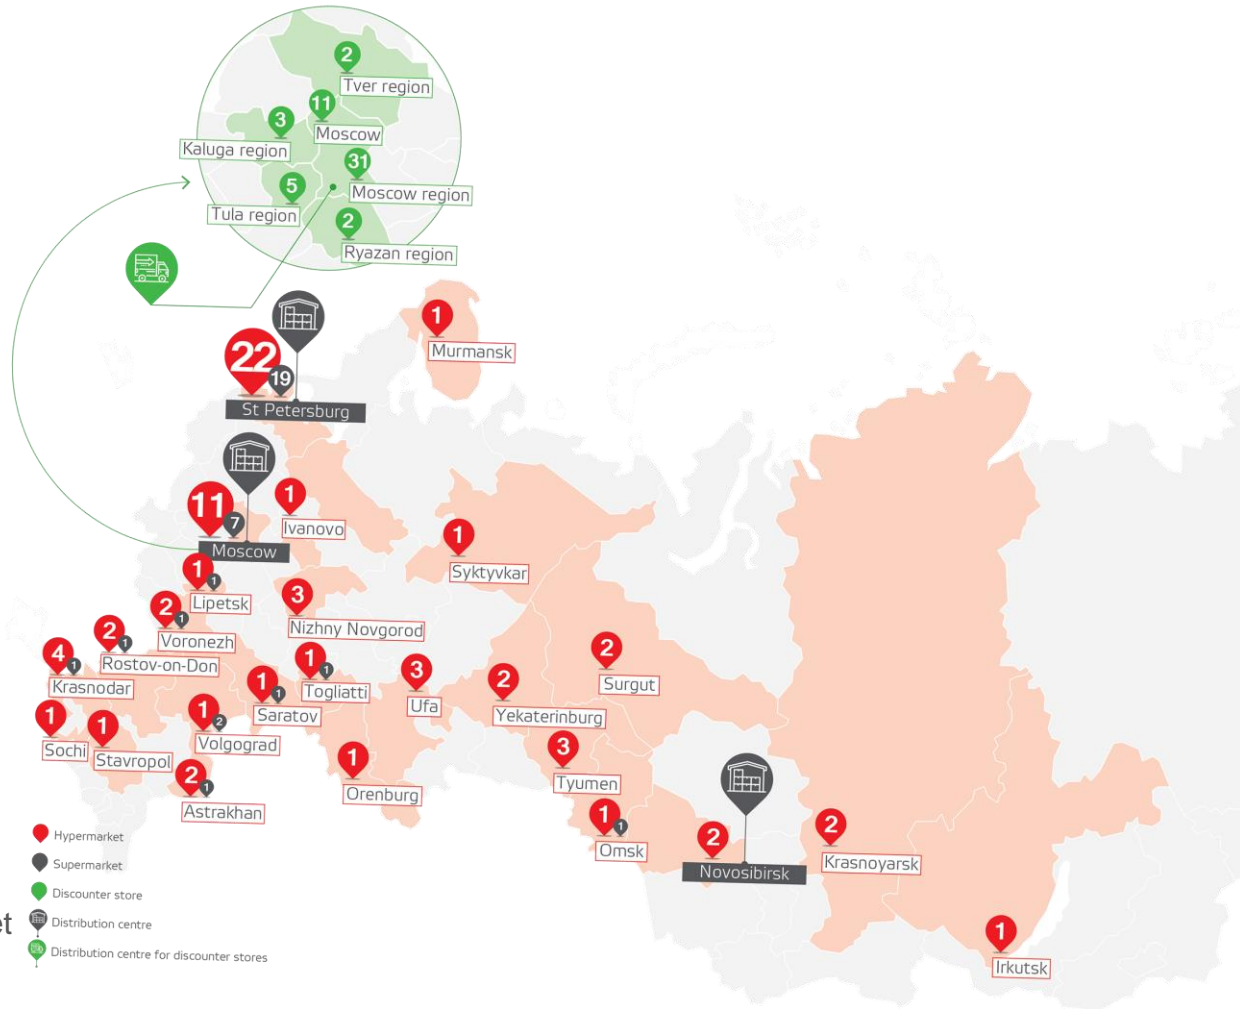 2
Tver region
11
Moscow
3
Kaluga region
31
Moscow region
5
Tula region
2
Ryazan region
1
Murmansk
22
19
St Petersburg
11
7
Moscow
1
Ivanovo
1
Syktyvkar
1
1
Lipetsk
3
Nizhny Novgorod
2
1
Voronezh
2
1
Rostov-on-Don
4
1
Krasnodar
1
1
Togliatti
1
1
Saratov
3
Ufa
2
Yekaterinburg
2
Surgut
1
Sochi
1
Stavropol
1
2
Volgograd
2
1
Astrakhan
1
Orenburg
3
Tyumen
1
1
Omsk
2
Novosibirsk
2
Krasnoyarsk
1
Irkutsk
Hypermarket
Supermarket
Discounter store
et
Distribution centre
Distribution centre for discounter stores